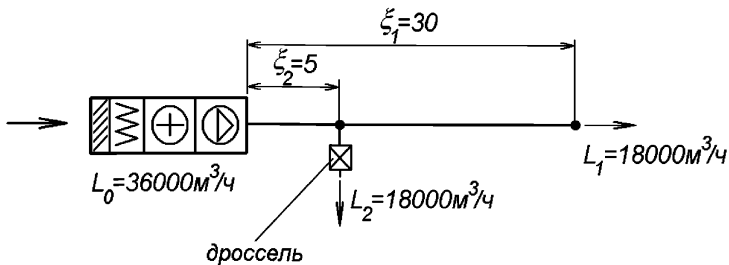 ξ₁=30
ξ₂=5
L₀=36000м³/ч
L₁=18000м³/ч
L₂=18000м³/ч
дроссель